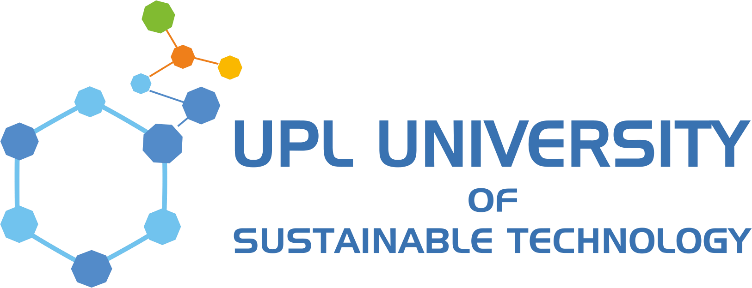 UPL UNIVERSITY
OF
SUSTAINABLE TECHNOLOGY